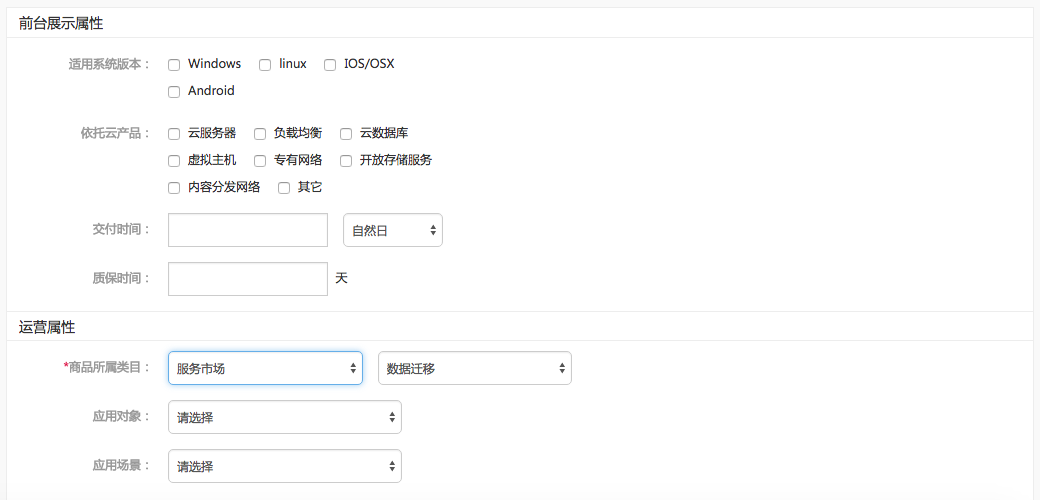 前台展示属性
适用系统版本： Windows linux IOS/OSX
Android
依托云产品： 云服务器 负载均衡 云数据库
虚拟主机 专有网络 开放存储服务
内容分发网络 其它
交付时间： 自然日
质保时间： 天
运营属性
*商品所属类目： 服务市场 数据迁移
应用对象： 请选择
应用场景： 请选择